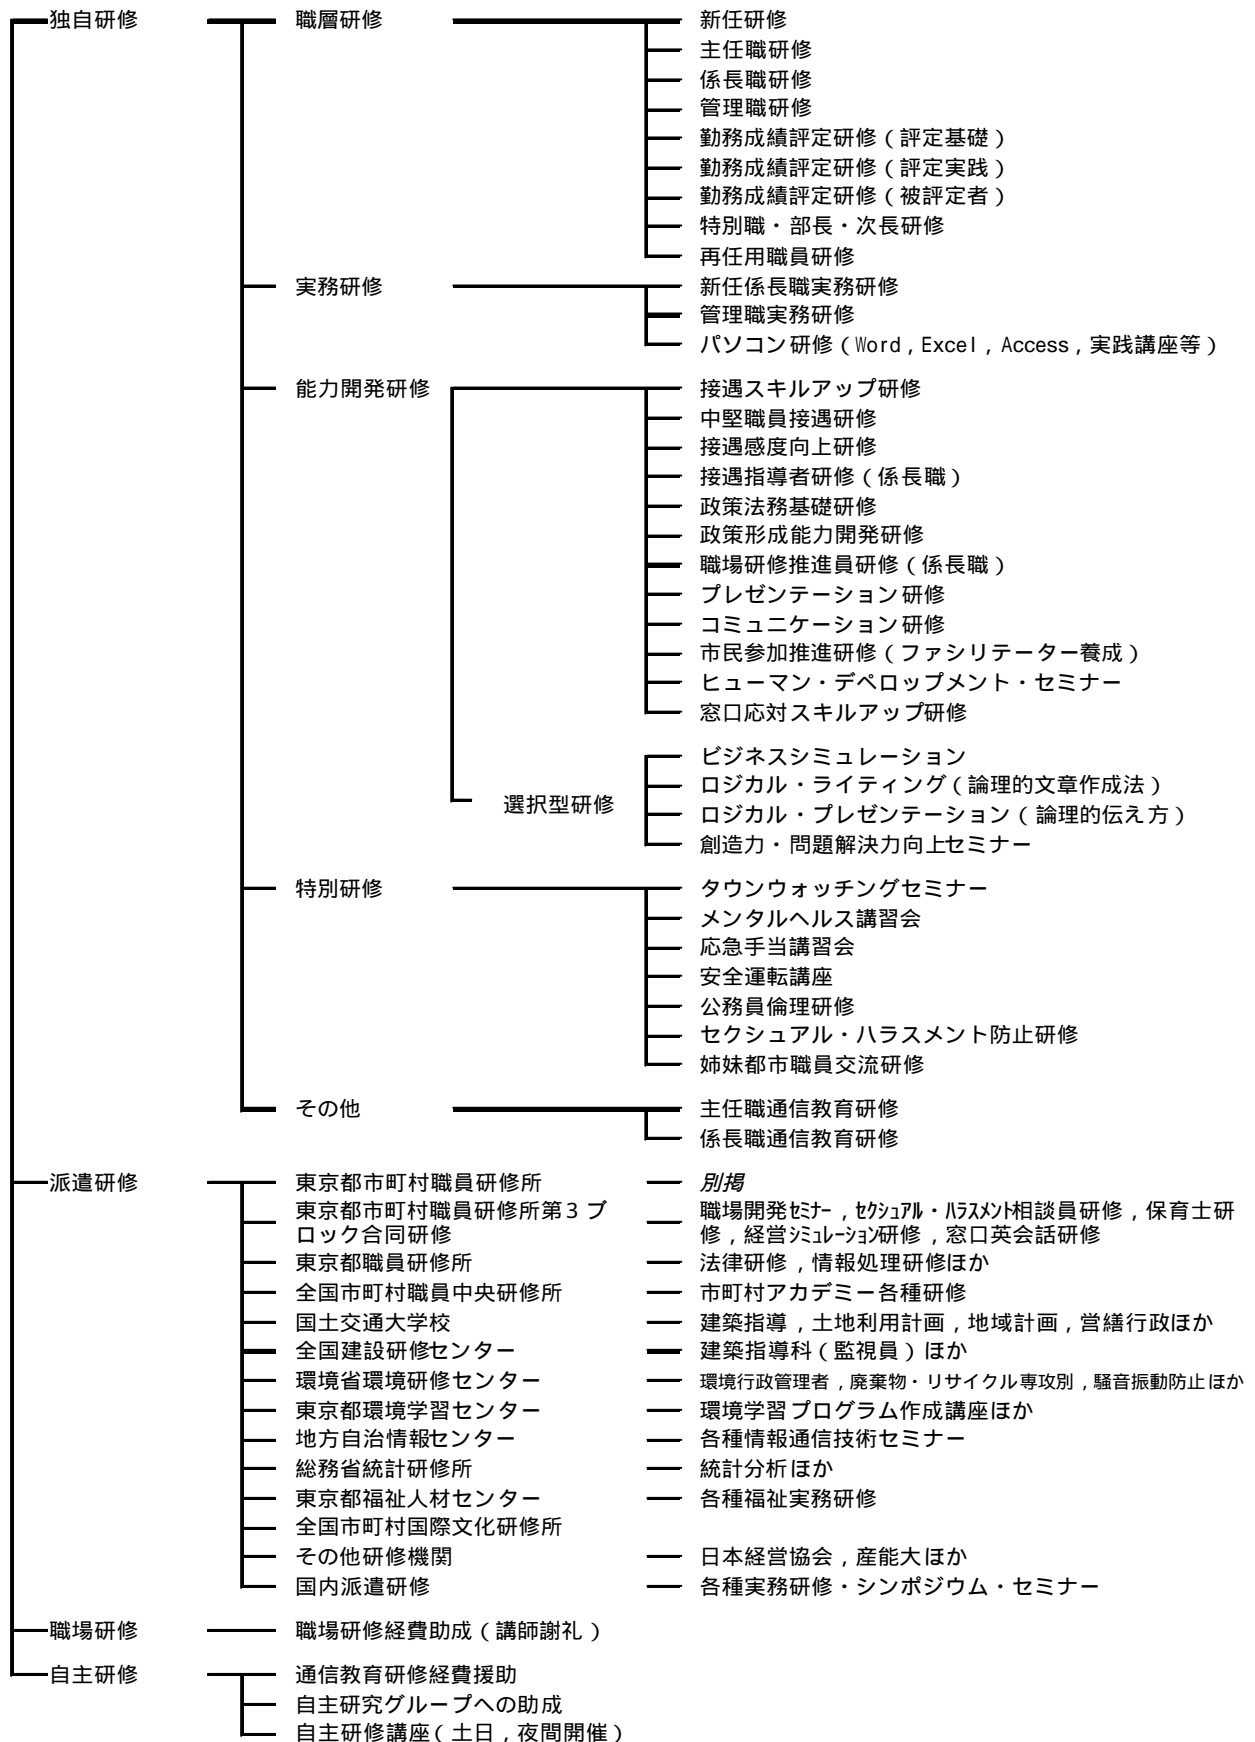 独自研修 職層研修 新任研修
主任職研修
係長職研修
管理職研修
勤務成績評定研修（評定基礎）
勤務成績評定研修（評定実践）
勤務成績評定研修（被評定者）
特別職・部長・次長研修
再任用職員研修
実務研修 新任係長職実務研修
管理職実務研修
パソコン研修（Word，Excel，Access，実践講座等）
能力開発研修 接遇スキルアップ研修
中堅職員接遇研修
接遇感度向上研修
接遇指導者研修（係長職）
政策法務基礎研修
政策形成能力開発研修
職場研修推進員研修（係長職）
プレゼンテーション研修
コミュニケーション研修
市民参加推進研修（ファシリテーター養成）
ヒューマン・デベロップメント・セミナー
窓口応対スキルアップ研修
ビジネスシミュレーション
ロジカル・ライティング（論理的文章作成法）
選択型研修 ロジカル・プレゼンテーション（論理的伝え方）
創造力・問題解決力向上セミナー
特別研修 タウンウォッチングセミナー
メンタルヘルス講習会
応急手当講習会
安全運転講座
公務員倫理研修
セクシュアル・ハラスメント防止研修
姉妹都市職員交流研修
その他 主任職通信教育研修
係長職通信教育研修
派遣研修 東京都市町村職員研修所 別掲
東京都市町村職員研修所第３ブ 職場開発ｾﾐﾅｰ，ｾｸｼｭｱﾙ・ﾊﾗｽﾒﾝﾄ相談員研修，保育士研
ロック合同研修 修，経営ｼﾐｭﾚｰｼｮﾝ研修，窓口英会話研修
東京都職員研修所 法律研修，情報処理研修ほか
全国市町村職員中央研修所 市町村アカデミー各種研修
国土交通大学校 建築指導，土地利用計画，地域計画，営繕行政ほか
全国建設研修センター 建築指導科（監視員）ほか
環境省環境研修センター 環境行政管理者，廃棄物・リサイクル専攻別，騒音振動防止ほか
東京都環境学習センター 環境学習プログラム作成講座ほか
地方自治情報センター 各種情報通信技術セミナー
総務省統計研修所 統計分析ほか
東京都福祉人材センター 各種福祉実務研修
全国市町村国際文化研修所
その他研修機関 日本経営協会，産能大ほか
国内派遣研修 各種実務研修・シンポジウム・セミナー
職場研修 職場研修経費助成（講師謝礼）
自主研修 通信教育研修経費援助
自主研究グループへの助成
自主研修講座（土日，夜間開催）